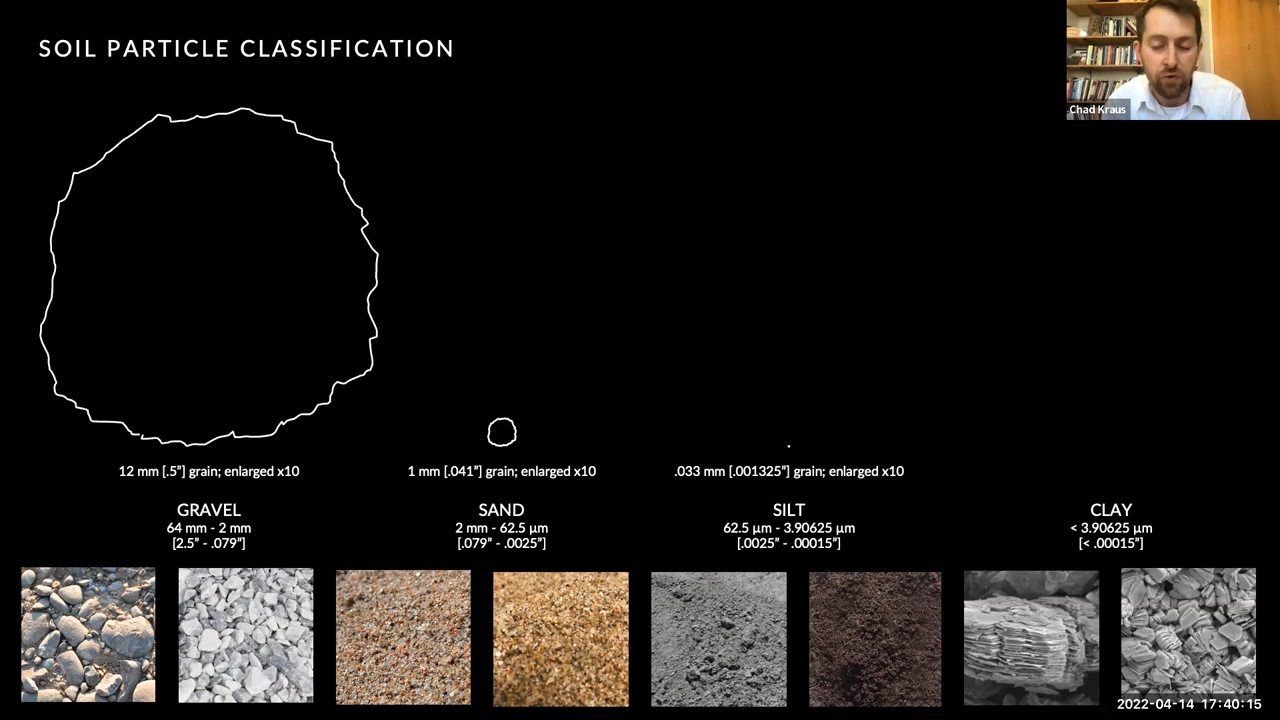 SOIL PARTICLE CLASSIFICATION
Chad Kraus
12 mm [.5”] grain; enlarged x10
1 mm [.041”] grain; enlarged x10
.033 mm [.001325”] grain; enlarged x10
GRAVEL
64 mm - 2 mm
[2.5” - .079”]
SAND
2 mm - 62.5 µm
[.079” - .0025”]
SILT
62.5 µm - 3.90625 µm
[.0025” - .00015”]
CLAY
< 3.90625 µm
[< .00015”]
2022-04-14 17:40:15